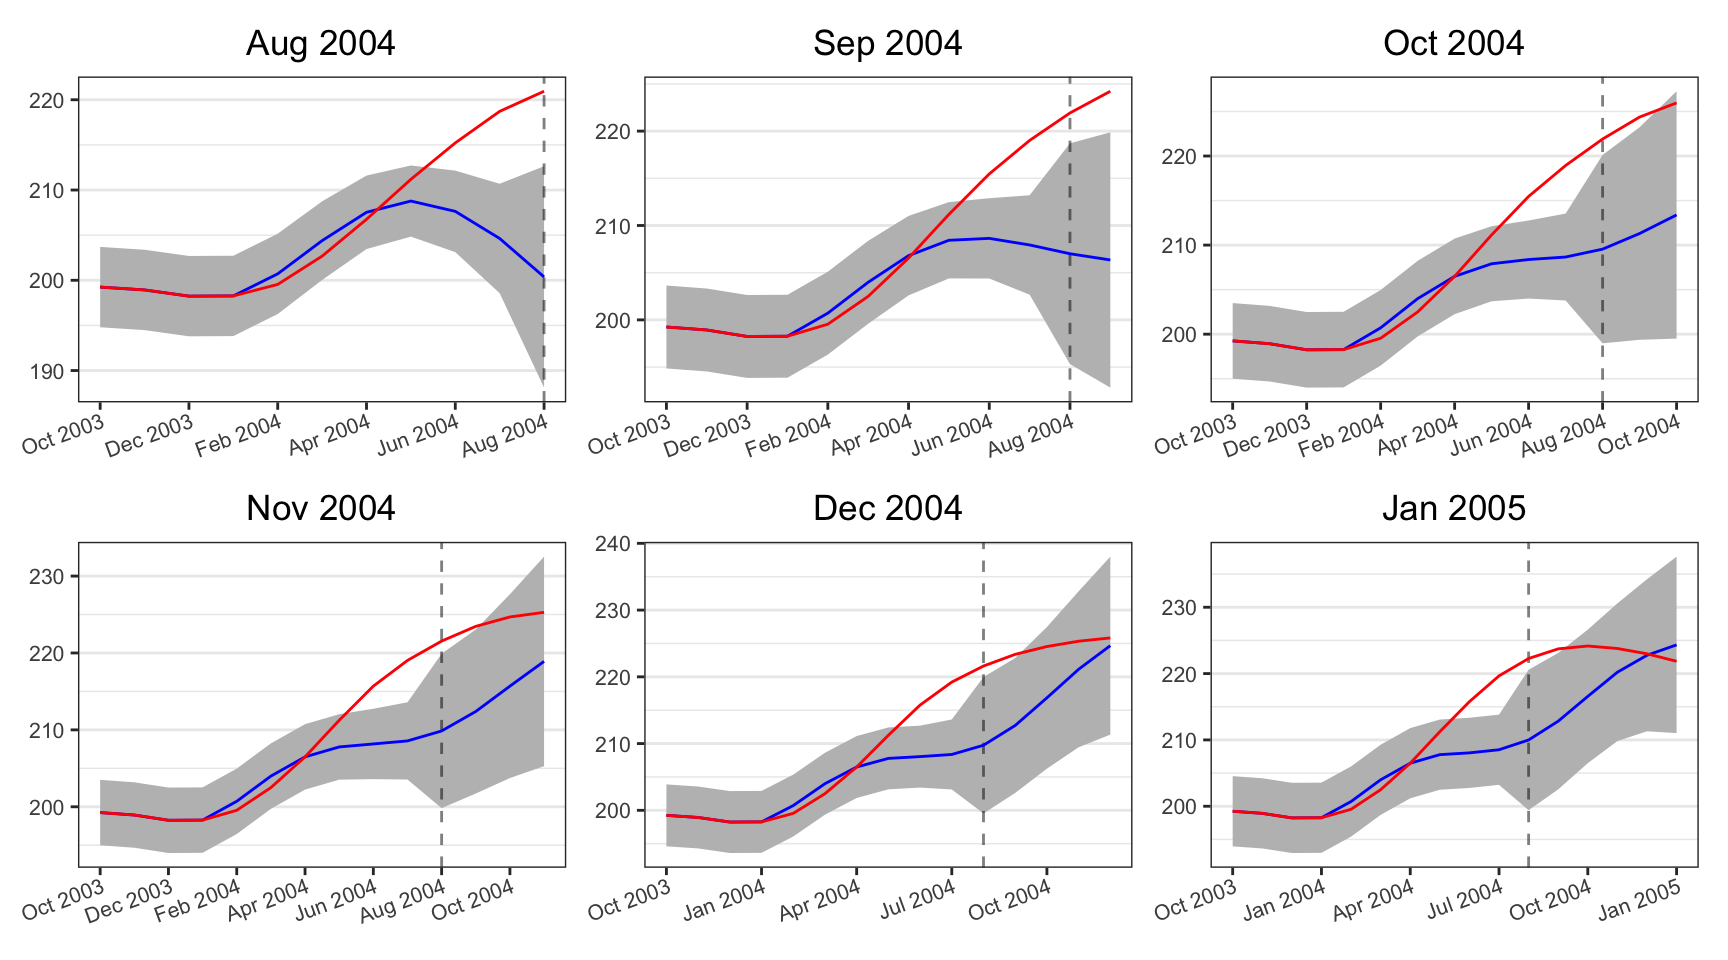 Aug 2004
220
210
200
190
Oct 2003
Dec 2003
Feb 2004
Apr 2004
Jun 2004
Aug 2004
Sep 2004
220
210
200
Oct 2003
Dec 2003
Feb 2004
Apr 2004
Jun 2004
Aug 2004
Oct 2004
220
210
200
Oct 2003
Dec 2003
Feb 2004
Apr 2004
Jun 2004
Aug 2004
Oct 2004
Nov 2004
230
220
210
200
Oct 2003
Dec 2003
Feb 2004
Apr 2004
Jun 2004
Aug 2004
Oct 2004
Dec 2004
240
230
220
210
200
Oct 2003
Jan 2004
Apr 2004
Jul 2004
Oct 2004
Jan 2005
230
220
210
200
Oct 2003
Jan 2004
Apr 2004
Jul 2004
Oct 2004
Jan 2005